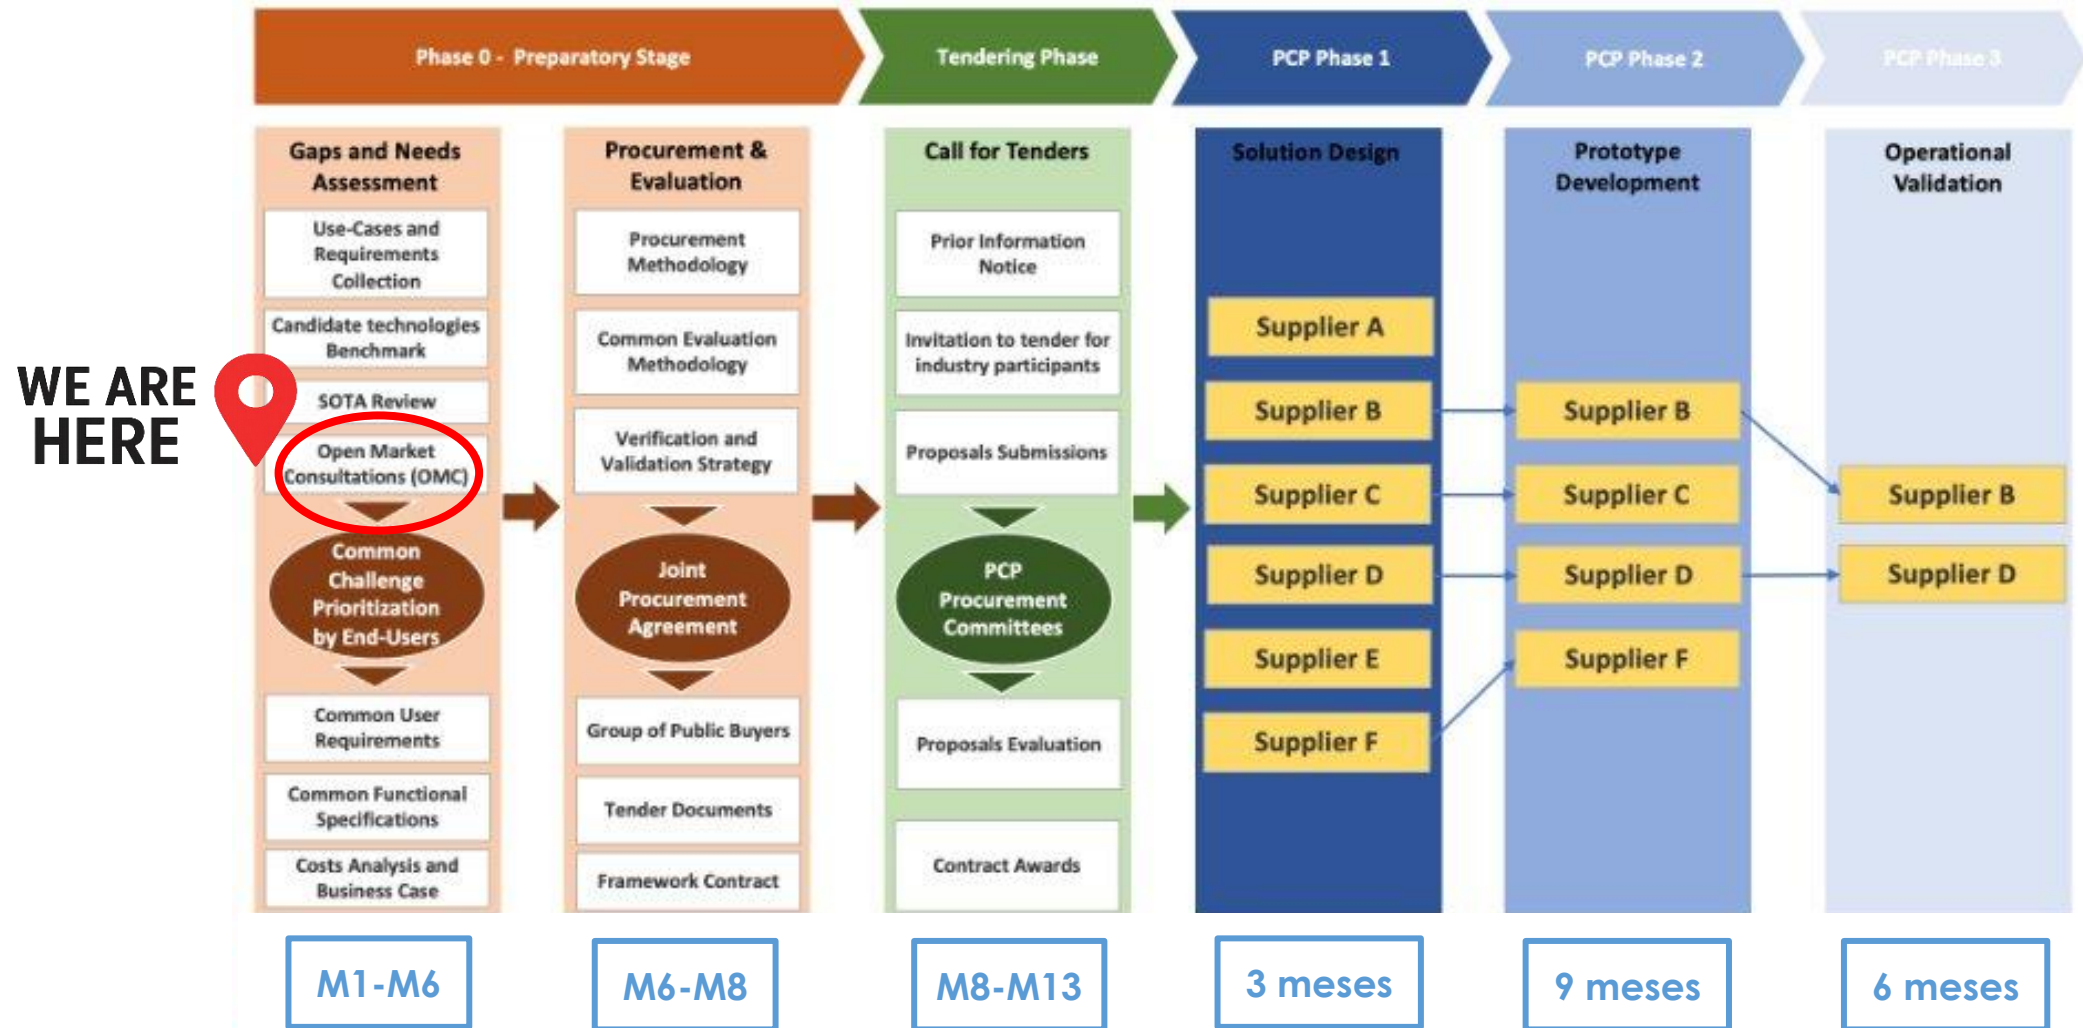 Phase 0 - Preparatory Stage
Tendering Phase
PCP Phase 1
PCP Phase 2
PCP Phase 3
WE ARE
HERE
Gaps and Needs
Assessment
Use-Cases and
Requirements
Collection
Candidate technologies
Benchmark
SOTA Review
Open Market
Consultations (OMC)
Common
Challenge
Prioritization
by End-Users
Common User
Requirements
Common Functional
Specifications
Costs Analysis and
Business Case
M1-M6
Procurement &
Evaluation
Procurement
Methodology
Common Evaluation
Methodology
Verification and
Validation Strategy
Joint
Procurement
Agreement
Group of Public Buyers
Tender Documents
Framework Contract
M6-M8
Call for Tenders
Prior Information
Notice
Invitation to tender for
industry participants
Proposals Submissions
PCP
Procurement
Committees
Proposals Evaluation
Contract Awards
M8-M13
Solution Design
Supplier A
Supplier B
Supplier C
Supplier D
Supplier E
Supplier F
3 meses
Prototype
Development
Supplier B
Supplier C
Supplier D
Supplier F
9 meses
Operational
Validation
Supplier B
Supplier D
6 meses